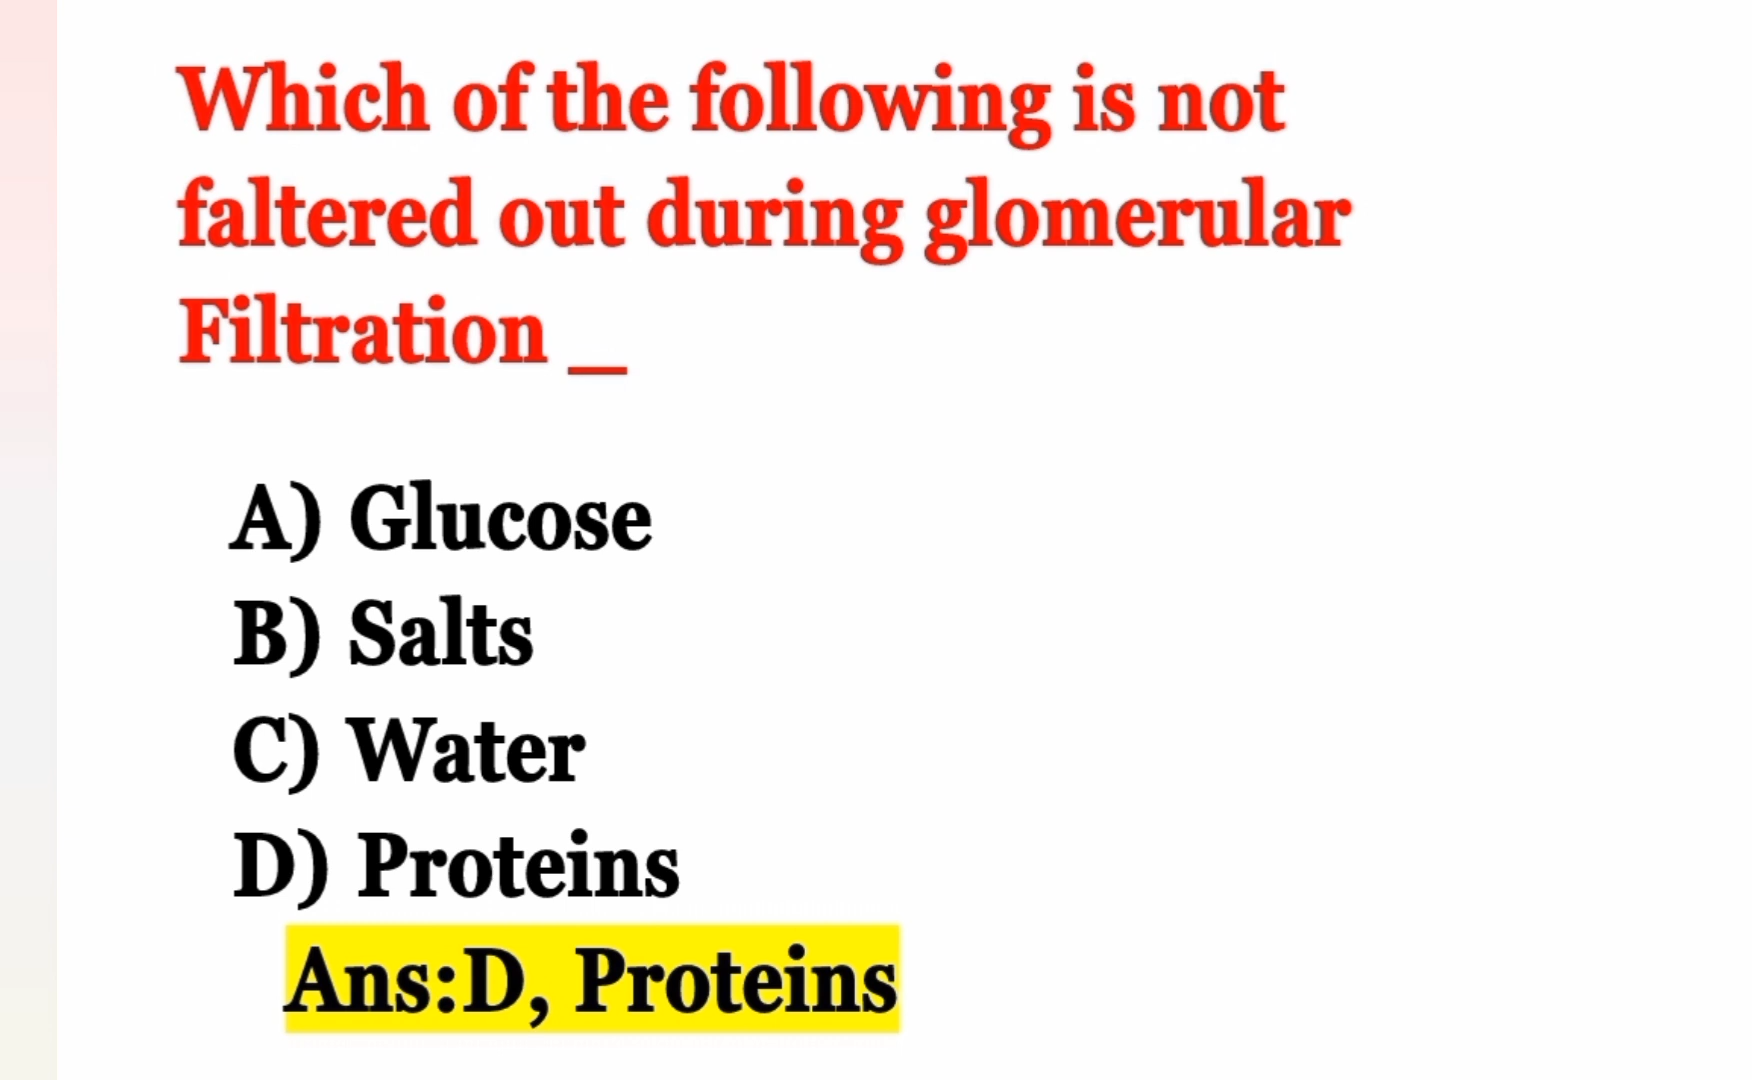 Which of the following is not
faltered out during glomerular
Filtration _
A) Glucose
B) Salts
C) Water
D) Proteins
Ans:D, Proteins